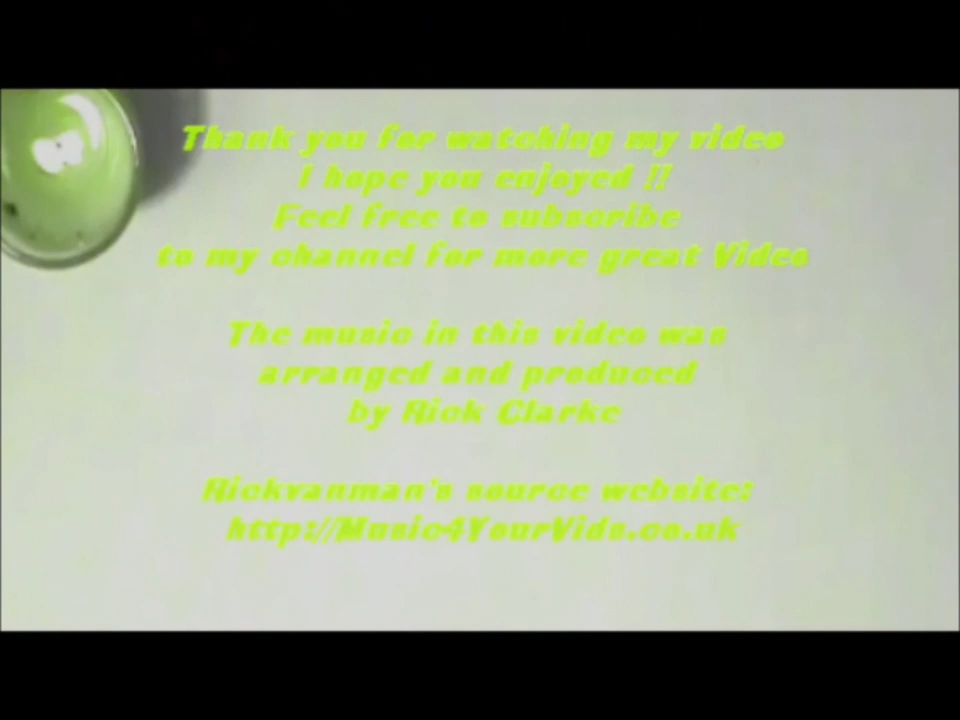 Thank you for watching my video
I hope you enjoyed !!
Feel free to subscribe
to my channel for more great Video
The music in this video was
arranged and produced
by Rick Clarke
Rickvanman's source website:
http://Music4YourVids.co.uk